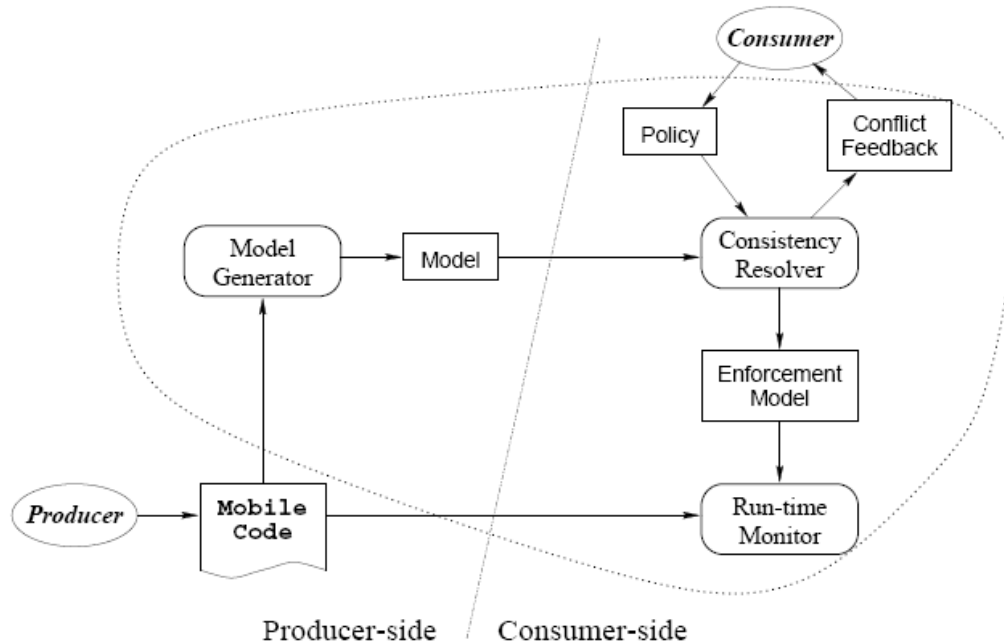 Consumer
Policy
Conflict
Feedback
Model
Generator
Model
Consistency
Resolver
Enforcement
Model
Producer
Mobile
Code
Run-time
Monitor
Producer-side
Consumer-side